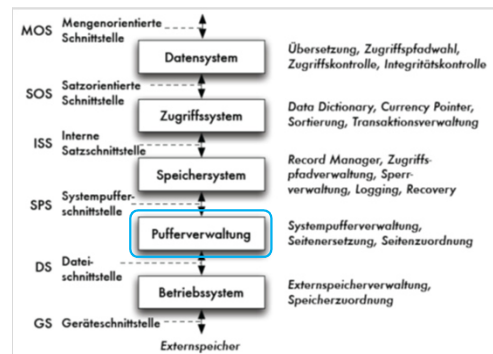 MOS Mengenorientierte
Schnittstelle
Datensystem
Übersetzung, Zugriffspfadwahl,
Zugriffskontrolle, Integritätskontrolle
SOS Satzorientierte
Schnittstelle
Zugriffssystem
Data Dictionary, Currency Pointer,
Sortierung, Transaktionsverwaltung
ISS Interne
Satzschnittstelle
Speichersystem
Record Manager, Zugriffs-
pfadverwaltung, Sperr-
verwaltung, Logging, Recovery
SPS Systempuffer-
schnittstelle
Pufferverwaltung
Systempufferverwaltung,
Seitenersetzung, Seitenzuordnung
DS Datei-
schnittstelle
Betriebssystem
Externspeicherverwaltung,
Speicherzuordnung
GS Geräteschnittstelle
Externspeicher